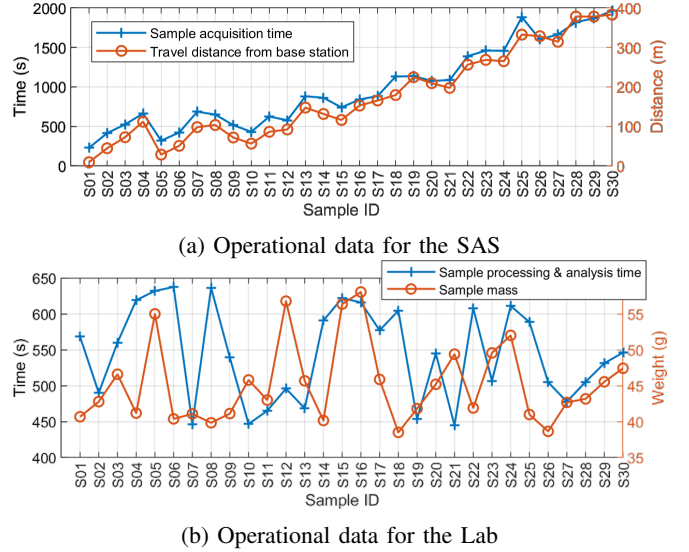 2000
1500
1000
500
0
Time (s)
Sample acquisition time
Travel distance from base station
400
300
200
100
0
Distance (m)
S01 S02 S03 S04 S05 S06 S07 S08 S09 S10 S11 S12 S13 S14 S15 S16 S17 S18 S19 S20 S21 S22 S23 S24 S25 S26 S27 S28 S29 S30
Sample ID
(a) Operational data for the SAS
650
600
550
500
450
400
Time (s)
Sample processing & analysis time
Sample mass
55
50
45
40
35
Weight (g)
S01 S02 S03 S04 S05 S06 S07 S08 S09 S10 S11 S12 S13 S14 S15 S16 S17 S18 S19 S20 S21 S22 S23 S24 S25 S26 S27 S28 S29 S30
Sample ID
(b) Operational data for the Lab